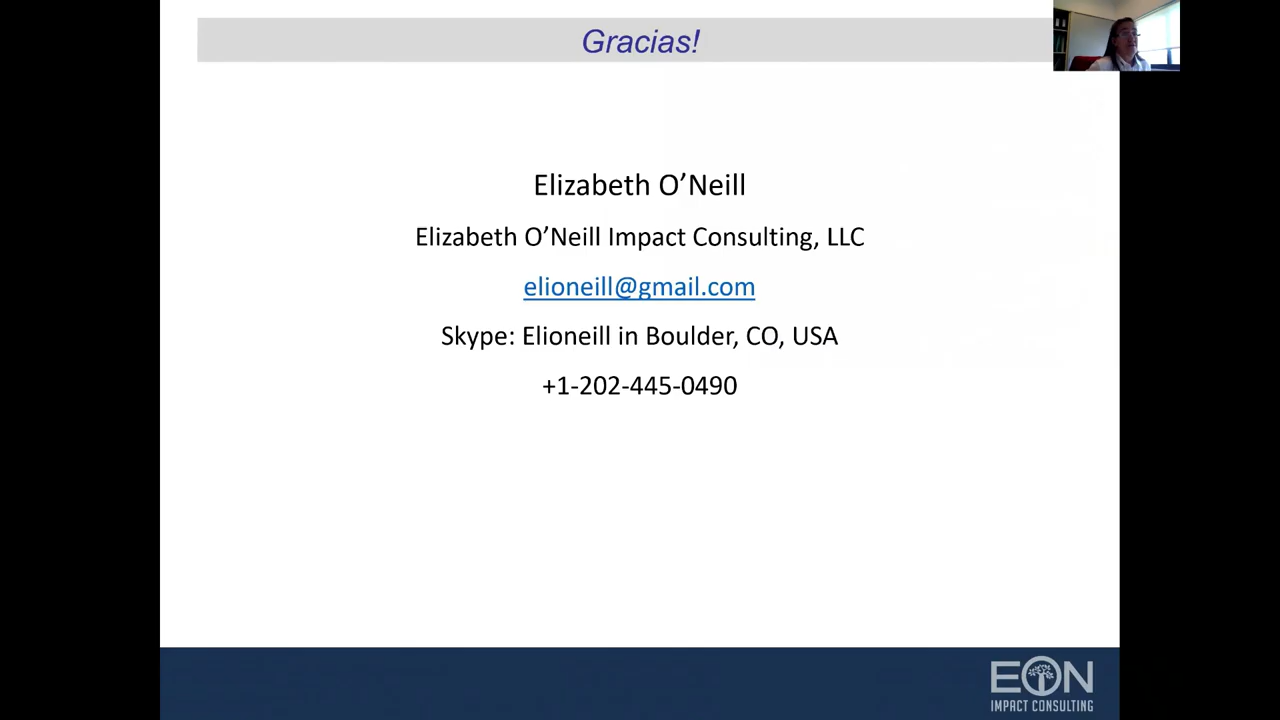 Gracias!
Elizabeth O’Neill
Elizabeth O’Neill Impact Consulting, LLC
elioneill@gmail.com
Skype: Elioneill in Boulder, CO, USA
+1-202-445-0490
EON
IMPACT CONSULTING